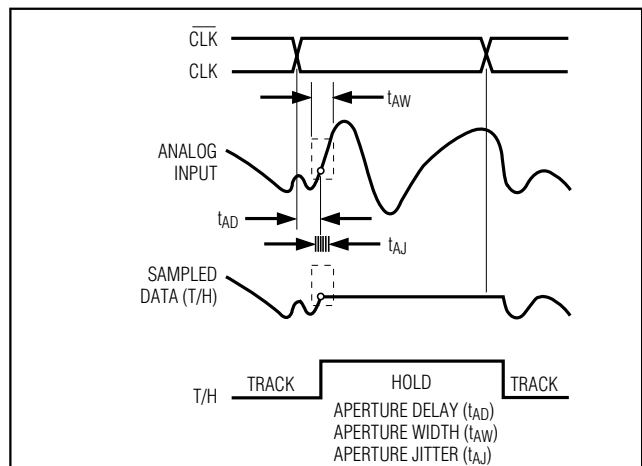 CLK
CLK
tAW
ANALOG
INPUT
tAD
tAJ
SAMPLED
DATA (T/H)
T/H
TRACK
HOLD
TRACK
APERTURE DELAY (tAD)
APERTURE WIDTH (tAW)
APERTURE JITTER (tAJ)